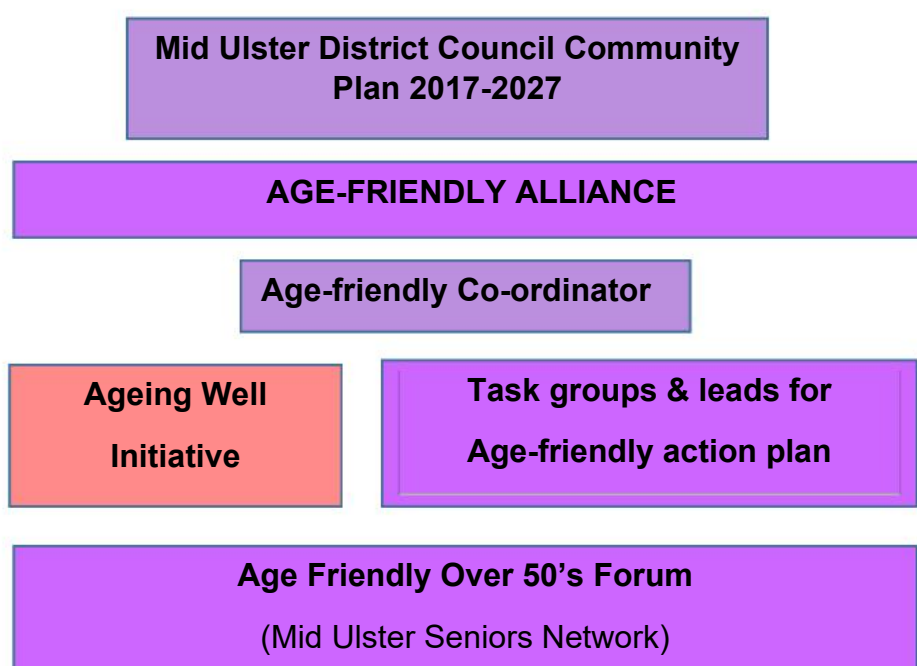 Mid Ulster District Council Community
Plan 2017-2027
AGE-FRIENDLY ALLIANCE
Age-friendly Co-ordinator
Ageing Well
Initiative
Task groups & leads for
Age-friendly action plan
Age Friendly Over 50's Forum
(Mid Ulster Seniors Network)